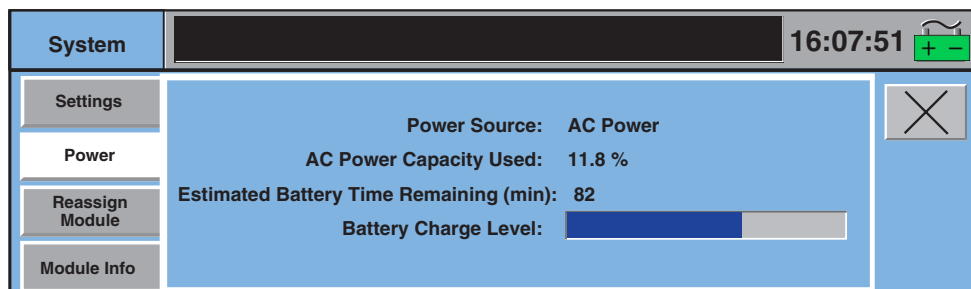 System
16:07:51
+ −
Settings
Power
Reassign
Module
Module Info
Power Source: AC Power
AC Power Capacity Used: 11.8 %
Estimated Battery Time Remaining (min): 82
Battery Charge Level: